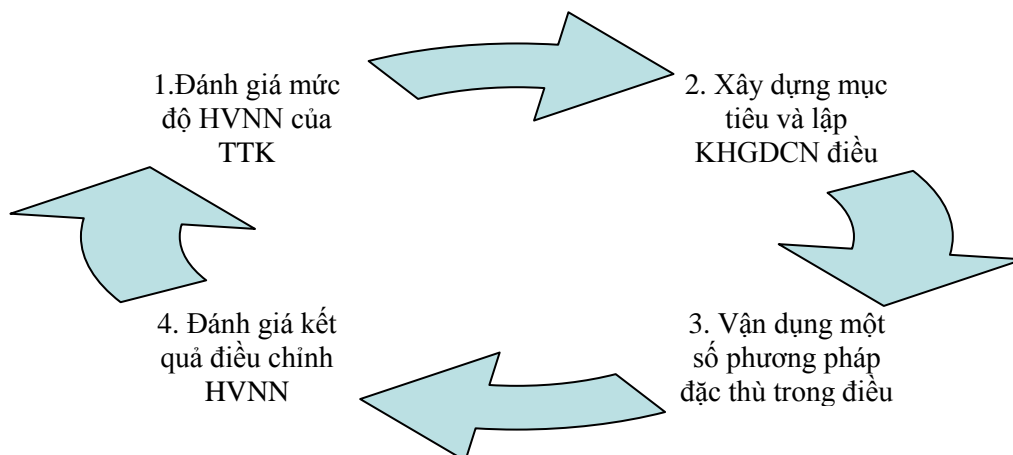 1.Đánh giá mức
độ HVNN của
TTK
2. Xây dựng mục
tiêu và lập
KHGDCN điều
3. Vận dụng một
số phương pháp
đặc thù trong điều
4. Đánh giá kết
quả điều chỉnh
HVNN